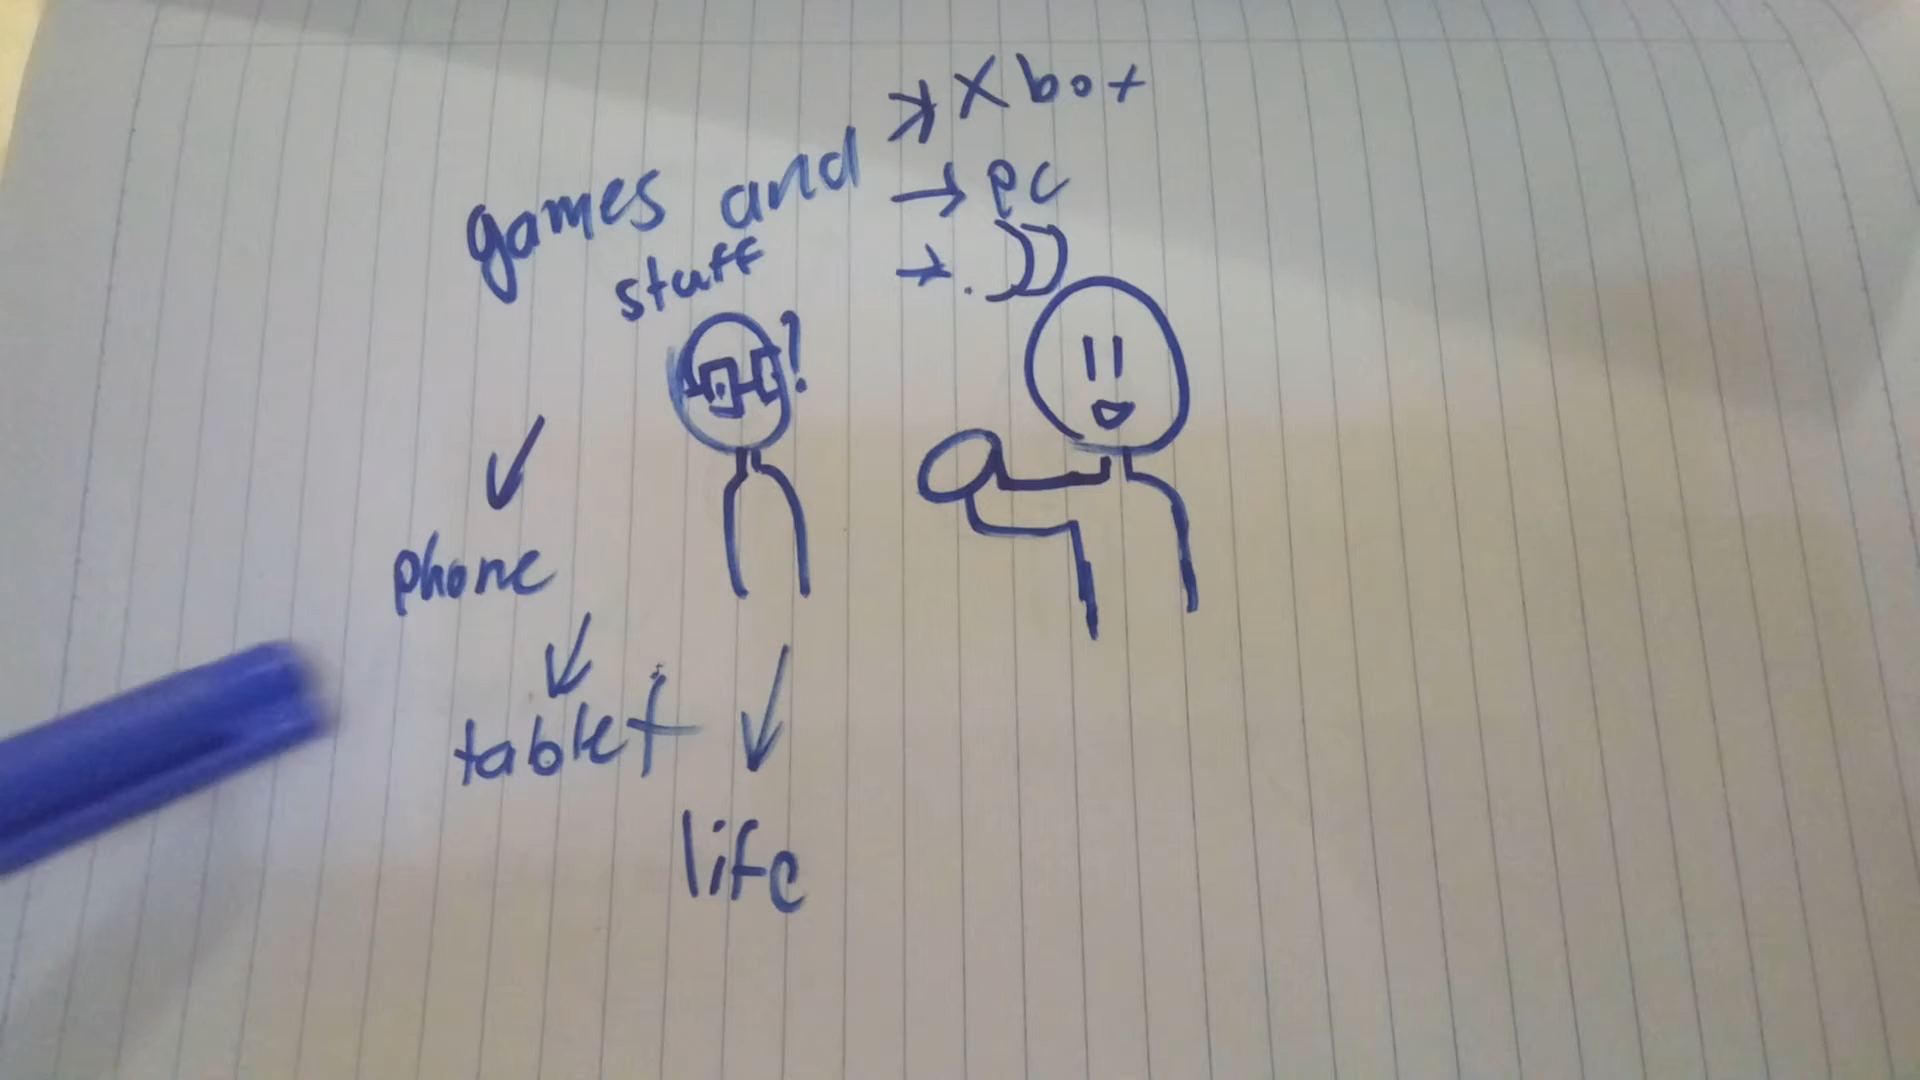 Xbox
games and
PC
stuff
phone
tablet
life